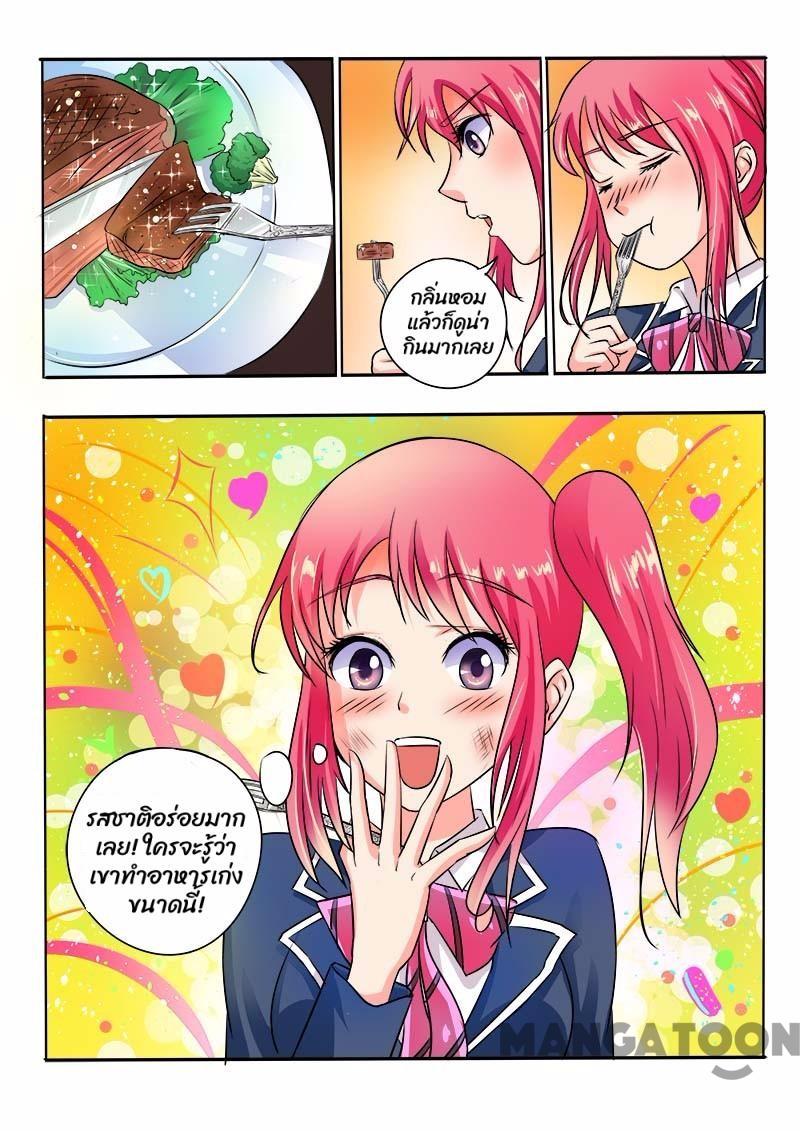 กลิ่นหอม
แล้วก็ดูน่า
กินมากเลย
รสชาติอร่อยมาก
เลย! ใครจะรู้ว่า
เขาทำอาหารเก่ง
ขนาดนี้!
MANGATOON